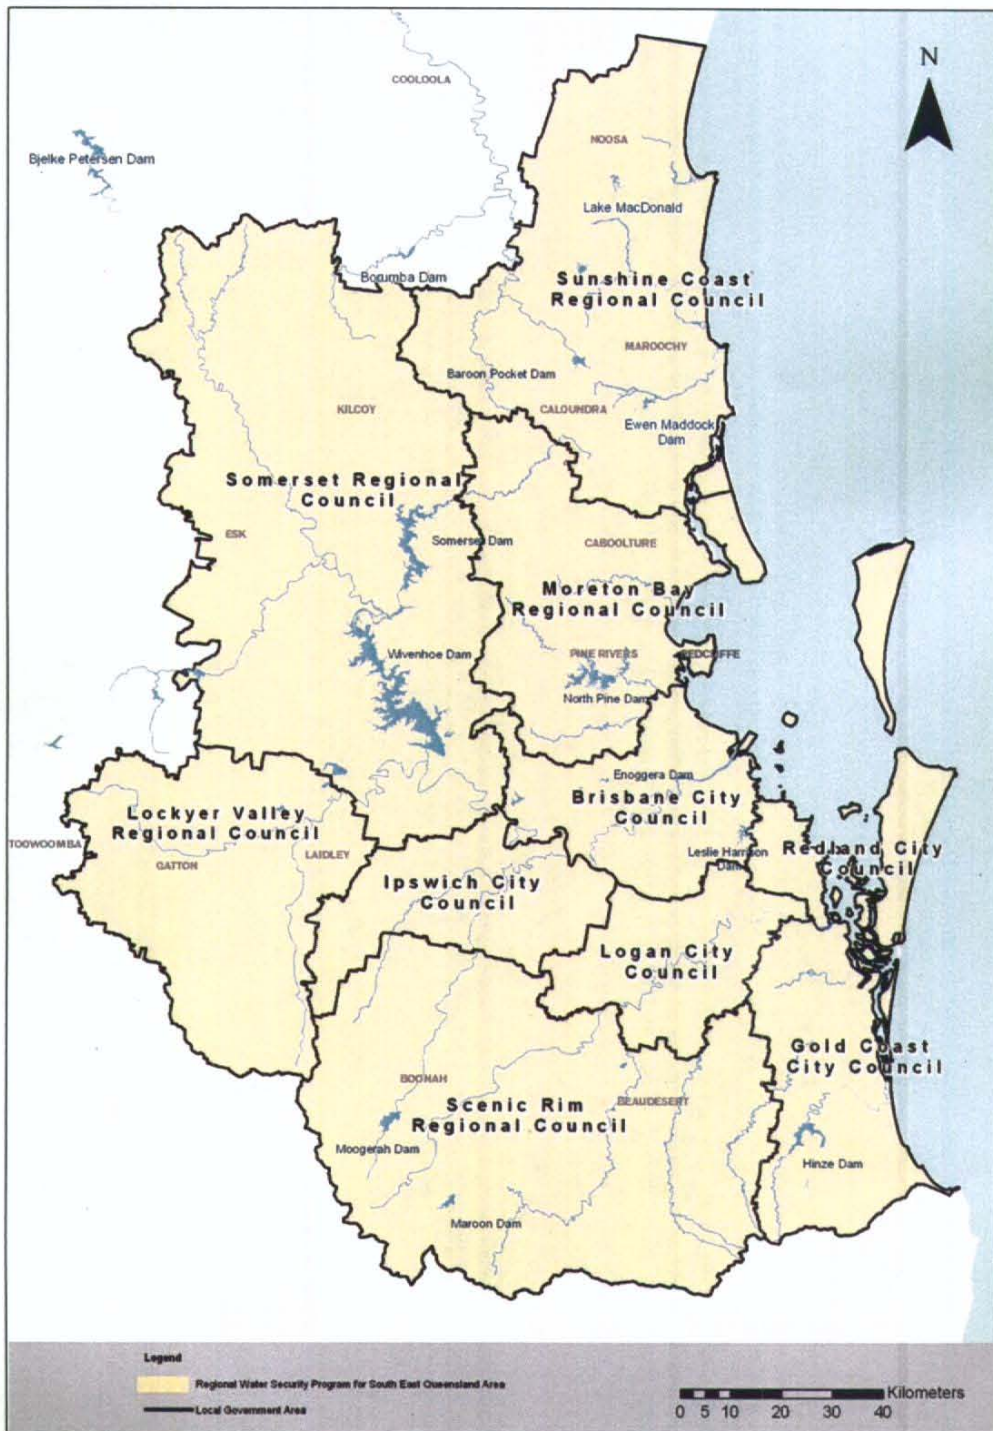 N
COOLOOLA
Bjelke Petersen Dam
NOOSA
Lake MacDonald
Borumba Dam
Sunshine Coast
Regional Council
MAROOCHY
Baroon Pocket Dam
KILCOY
CALOUNDRA
Ewen Maddock
Dam
Somerset Regional
Council
ESK
Somerset Dam
CABOOLTURE
Moreton Bay
Regional Council
Wivenhoe Dam
PINE RIVERS
REDCLIFFE
North Pine Dam
Enoggera Dam
Brisbane City
Council
Lockyer Valley
Regional Council
TOOWOOMBA
GATTON
LAIDLEY
Leslie Harrison
Dam
Redland City
Council
Ipswich City
Council
Logan City
Council
Gold Coast
City Council
BOONAH
BEAUDESERT
Scenic Rim
Regional Council
Moogerah Dam
Hinze Dam
Maroon Dam
Legend
Regional Water Security Program for South East Queensland Area
Local Government Area
Kilometers
0 5 10 20 30 40